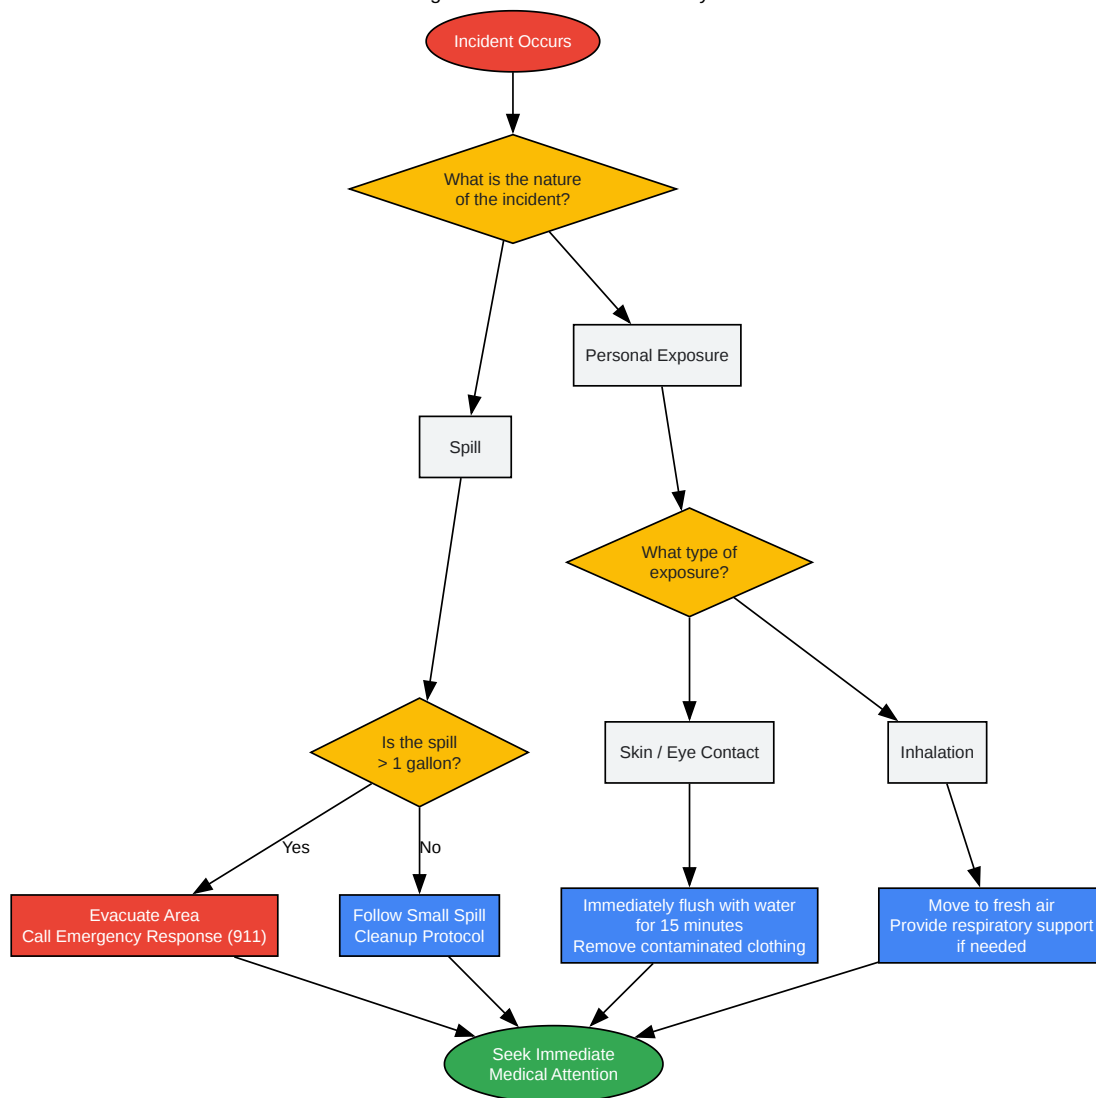 Incident Occurs
What is the nature
of the incident?
Personal Exposure
Spill
What type of
exposure?
Is the spill
> 1 gallon?
Skin / Eye Contact
Inhalation
Yes
No
Evacuate Area
Call Emergency Response (911)
Follow Small Spill
Cleanup Protocol
Immediately flush with water
for 15 minutes
Remove contaminated clothing
Move to fresh air
Provide respiratory support
if needed
Seek Immediate
Medical Attention